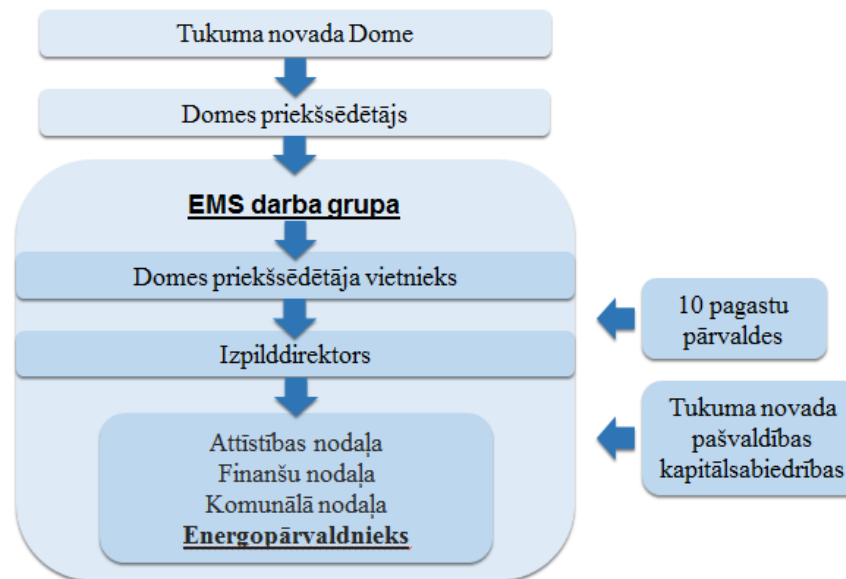 Tukuma novada Dome
Domes priekšsēdētājs
EMS darba grupa
Domes priekšsēdētāja vietnieks
Izpilddirektors
Attīstības nodaļa
Finanšu nodaļa
Komunālā nodaļa
Energopārvaldnieks
10 pagastu
pārvaldes
Tukuma novada
pašvaldības
kapitālsabiedrības